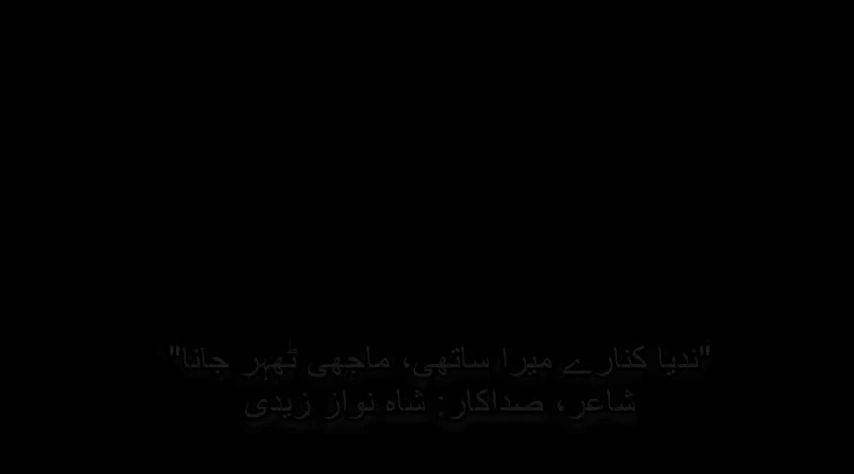 "ندیا کنارے میرا ساتھی، ماجھی ٹھہر جانا"
شاعر، صداکار: شاہ نواز زیدی